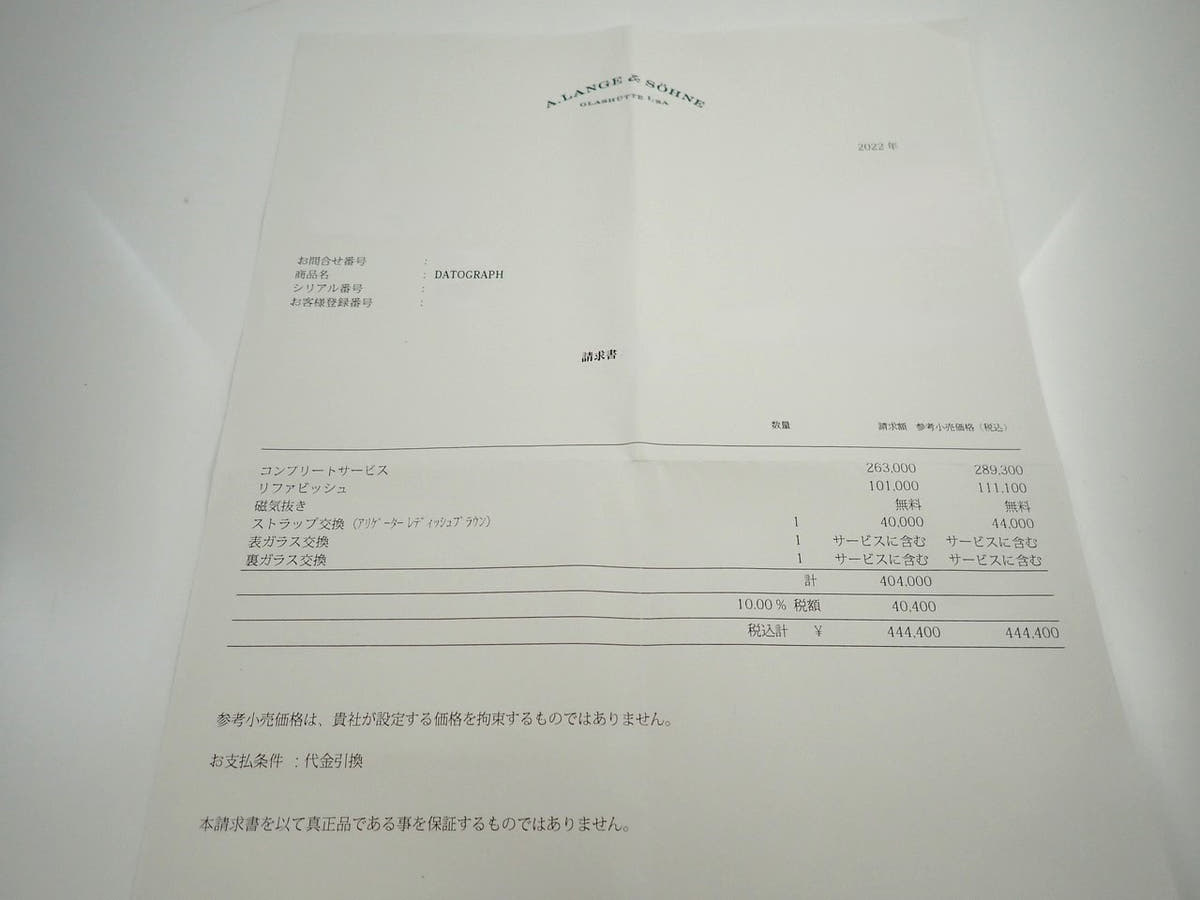 A. LANGE & SÖHNE
GLASHÜTTE I/SA
2022 年
お問合せ番号 :
商品名 : DATOGRAPH
シリアル番号 :
お客様登録番号 :
請求書
数量 請求額 参考小売価格（税込）
コンプリートサービス 263,000 289,300
リファビッシュ 101,000 111,100
磁気抜き 無料 無料
ストラップ交換（ｱﾘｹﾞｰﾀｰ ﾚﾃﾞｨｯｼｭﾌﾞﾗｳﾝ） 1 40,000 44,000
表ガラス交換 1 サービスに含む サービスに含む
裏ガラス交換 1 サービスに含む サービスに含む
計 404,000
10.00 % 税額 40,400
税込計 ¥ 444,400 444,400
参考小売価格は、貴社が設定する価格を拘束するものではありません。
お支払条件 : 代金引換
本請求書を以て真正品である事を保証するものではありません。